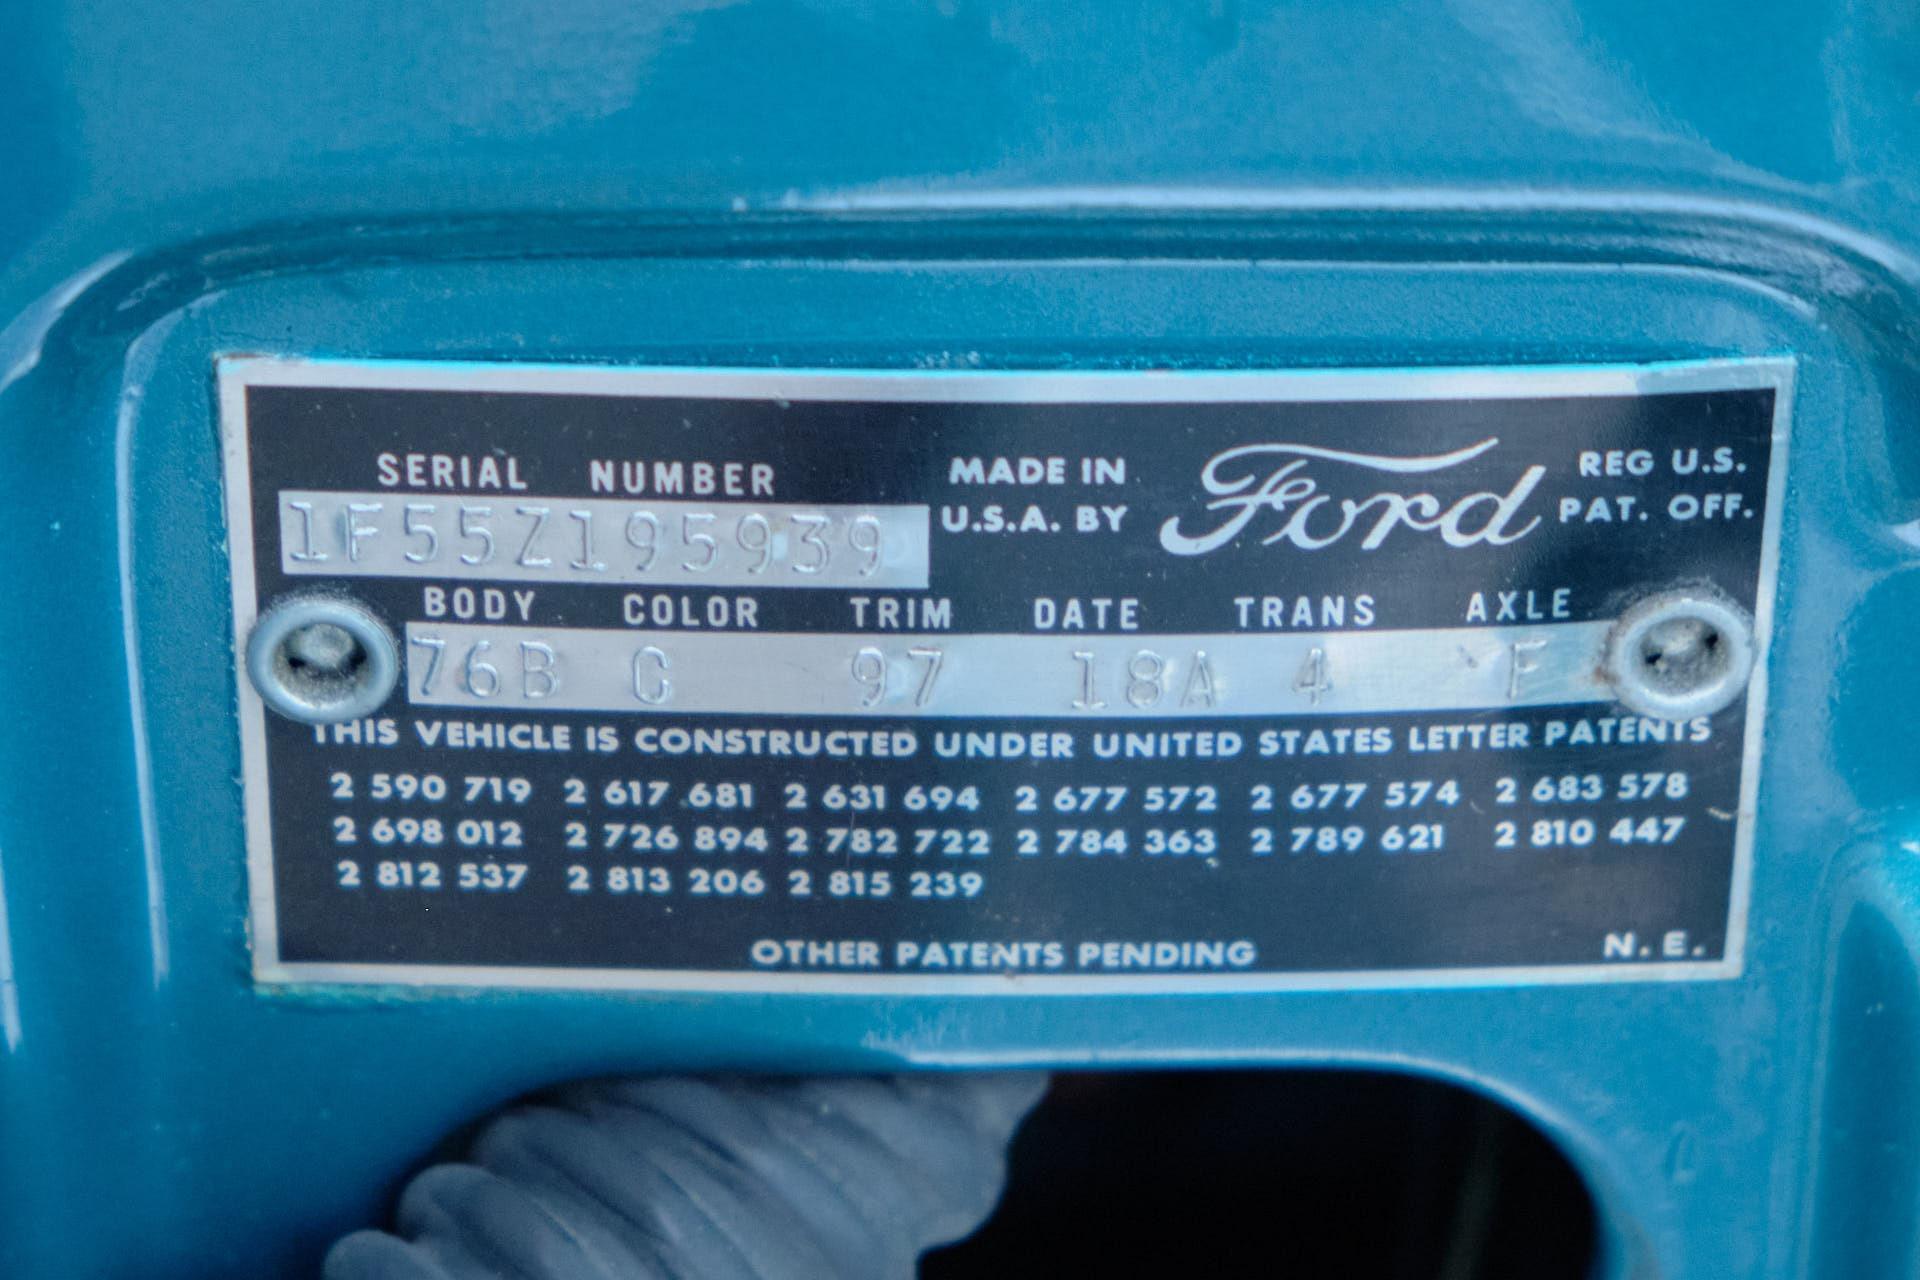 SERIAL NUMBER
1F55Z195939
MADE IN
U.S.A. BY
Ford
REG U.S.
PAT. OFF.
BODY COLOR TRIM DATE TRANS AXLE
76B C 97 18A 4 F
THIS VEHICLE IS CONSTRUCTED UNDER UNITED STATES LETTER PATENTS
2 590 719 2 617 681 2 631 694 2 677 572 2 677 574 2 683 578
2 698 012 2 726 894 2 782 722 2 784 363 2 789 621 2 810 447
2 812 537 2 813 206 2 815 239
OTHER PATENTS PENDING
N. E.